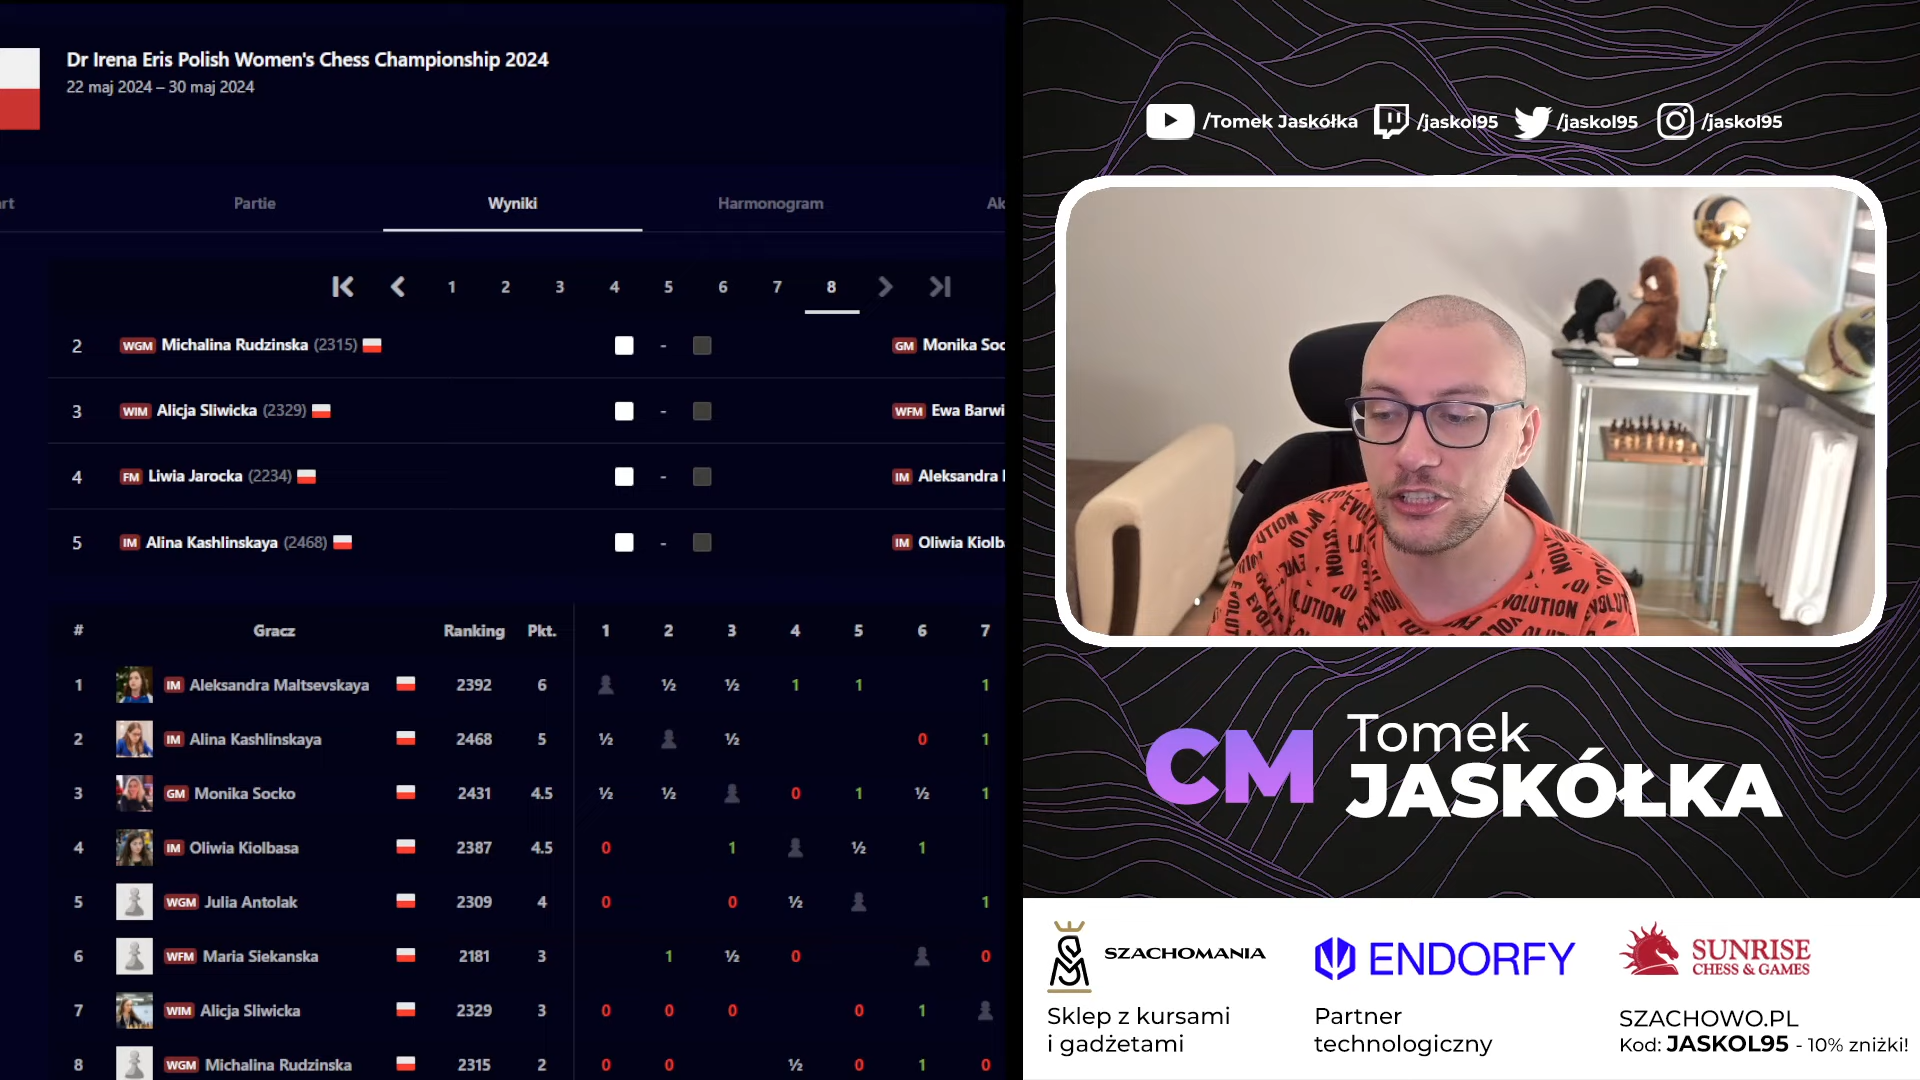 Dr Irena Eris Polish Women's Chess Championship 2024
22 maj 2024 – 30 maj 2024
Partie Wyniki Harmonogram
1 2 3 4 5 6 7 8
2 WGM Michalina Rudzinska (2315) - GM Monika Soc
3 WIM Alicja Sliwicka (2329) - WFM Ewa Barwi
4 FM Liwia Jarocka (2234) - IM Aleksandra
5 IM Alina Kashlinskaya (2468) - IM Oliwia Kiolb
# Gracz Ranking Pkt. 1 2 3 4 5 6 7
1 IM Aleksandra Maltsevskaya 2392 6 ½ ½ 1 1 1
2 IM Alina Kashlinskaya 2468 5 ½ ½ 0 1
3 GM Monika Socko 2431 4.5 ½ ½ 0 1 ½ 1
4 IM Oliwia Kiolbasa 2387 4.5 0 1 ½ 1
5 WGM Julia Antolak 2309 4 0 0 ½ 1
6 WFM Maria Siekanska 2181 3 1 ½ 0 0
7 WIM Alicja Sliwicka 2329 3 0 0 0 0 1
8 WGM Michalina Rudzinska 2315 2 0 0 ½ 0 1 0
/Tomek Jaskółka /jaskol95 /jaskol95 /jaskol95
EVOLUTION
CM Tomek
JASKÓŁKA
SZACHOMANIA
Sklep z kursami
i gadżetami
ENDORFY
Partner
technologiczny
SUNRISE
CHESS & GAMES
SZACHOWO.PL
Kod: JASKOL95 - 10% zniżki!